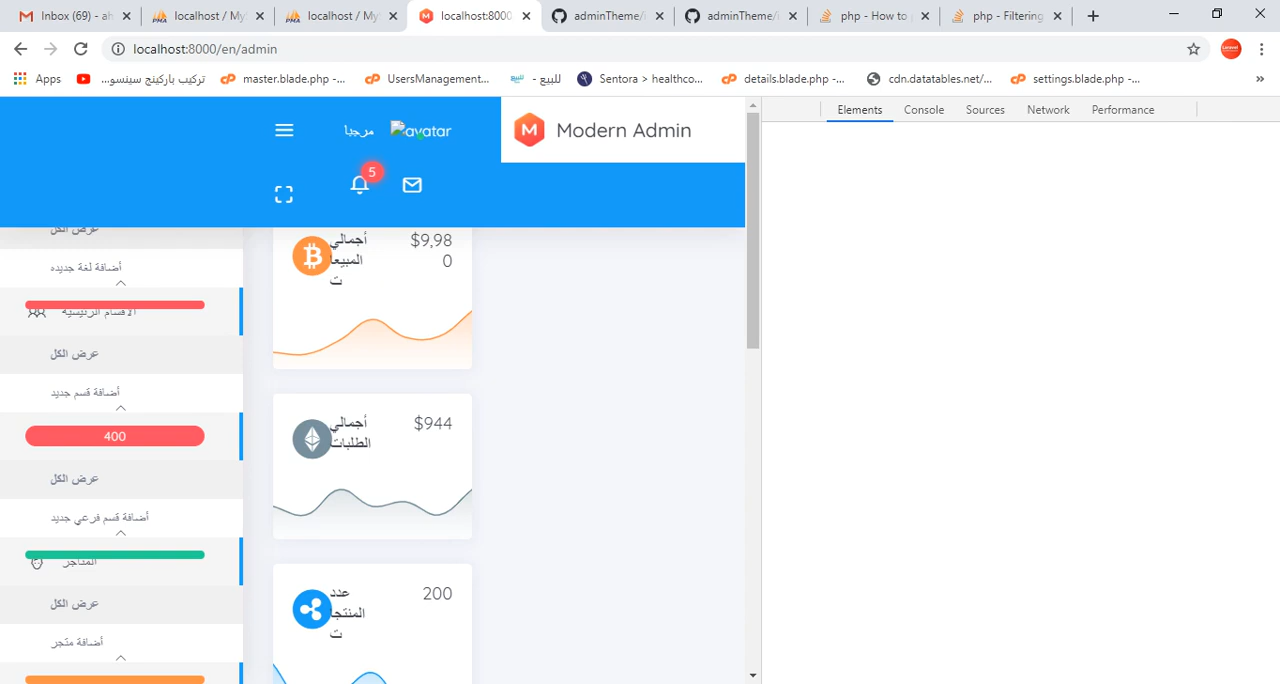 Inbox (69) - ah
localhost / My
localhost / My
localhost:8000
adminTheme/i
adminTheme/i
php - How to
php - Filtering
localhost:8000/en/admin
Apps
تركيب باركينج سينسو...
master.blade.php -...
UsersManagement...
للبيع -
Sentora > healthco...
details.blade.php -...
cdn.datatables.net/...
settings.blade.php -...
»
Elements
Console
Sources
Network
Performance
مرحبا
avatar
Modern Admin
5
عرض الكل
أضافة لغة جديده
الاقسام الرئيسية
عرض الكل
أضافة قسم جديد
400
عرض الكل
أضافة قسم فرعي جديد
المتاجر
عرض الكل
أضافة متجر
أجمالي
المبيعا
ت
$9,98
0
أجمالي
الطلبات
$944
عدد
المنتجا
ت
200